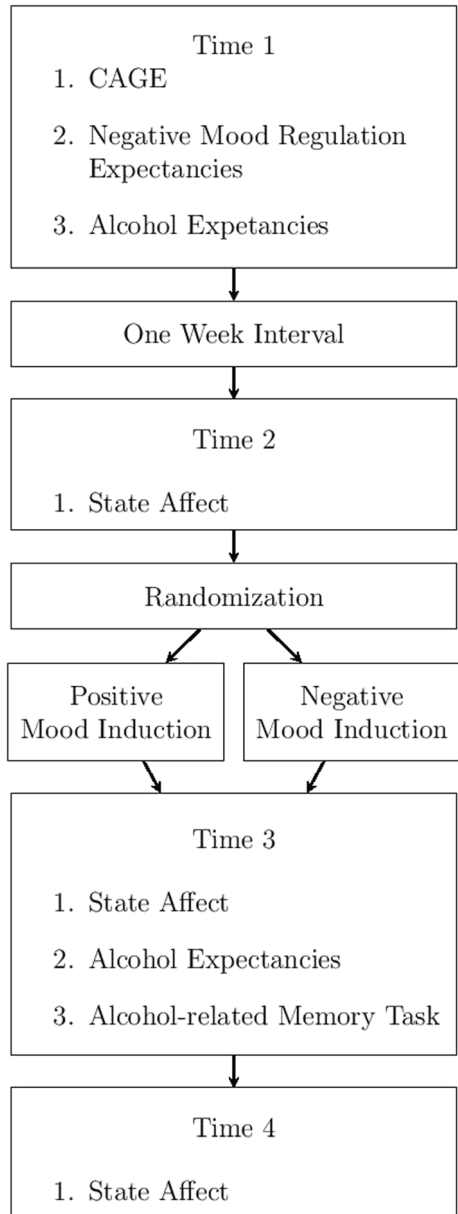 Time 1
1. CAGE
2. Negative Mood Regulation
Expectancies
3. Alcohol Expetancies
One Week Interval
Time 2
1. State Affect
Randomization
Positive
Mood Induction
Negative
Mood Induction
Time 3
1. State Affect
2. Alcohol Expectancies
3. Alcohol-related Memory Task
Time 4
1. State Affect